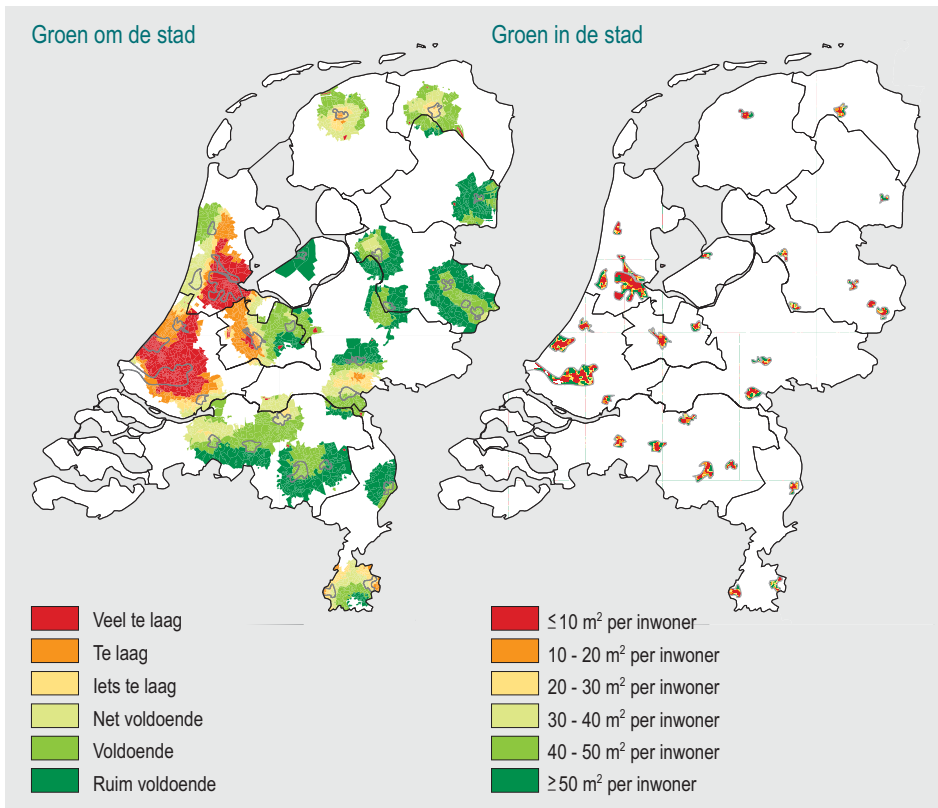 Groen om de stad
Groen in de stad
Veel te laag
Te laag
Iets te laag
Net voldoende
Voldoende
Ruim voldoende
≤10 m² per inwoner
10 - 20 m² per inwoner
20 - 30 m² per inwoner
30 - 40 m² per inwoner
40 - 50 m² per inwoner
≥50 m² per inwoner